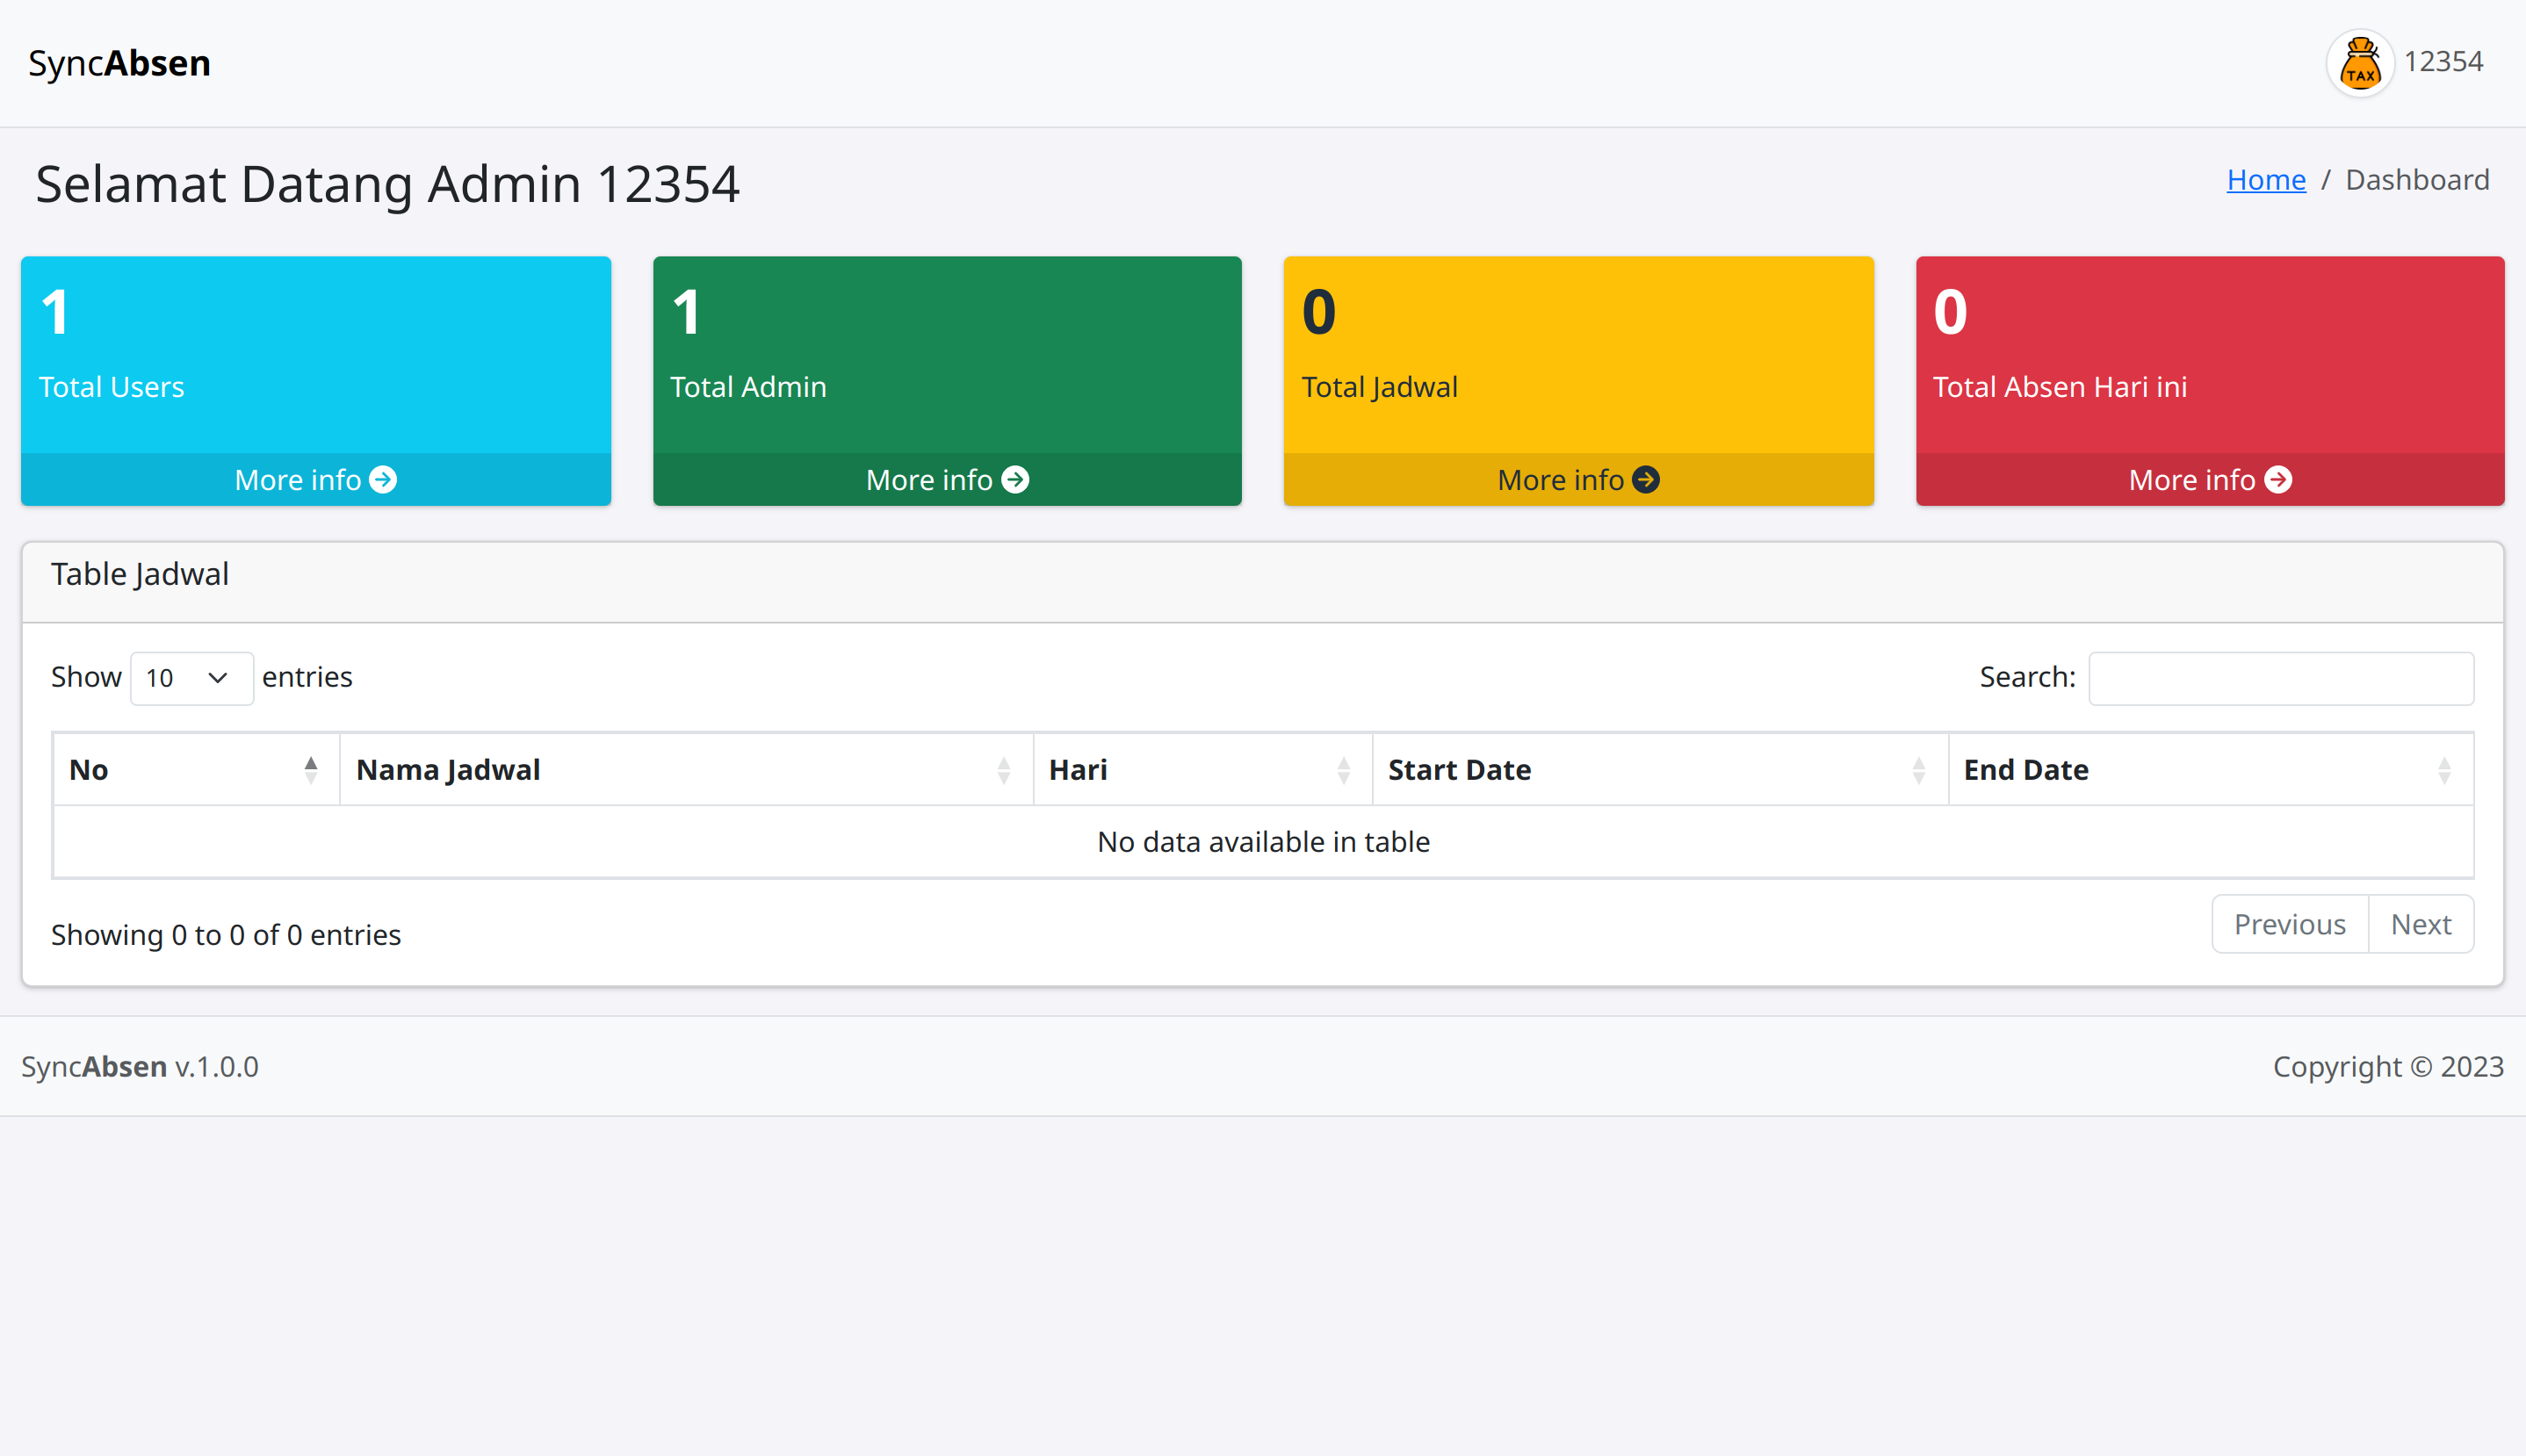 SyncAbsen
TAX
12354
Selamat Datang Admin 12354
Home / Dashboard
1
Total Users
More info
1
Total Admin
More info
0
Total Jadwal
More info
0
Total Absen Hari ini
More info
Table Jadwal
Show 10 entries
Search:
No Nama Jadwal Hari Start Date End Date
No data available in table
Showing 0 to 0 of 0 entries
Previous Next
SyncAbsen v.1.0.0
Copyright © 2023